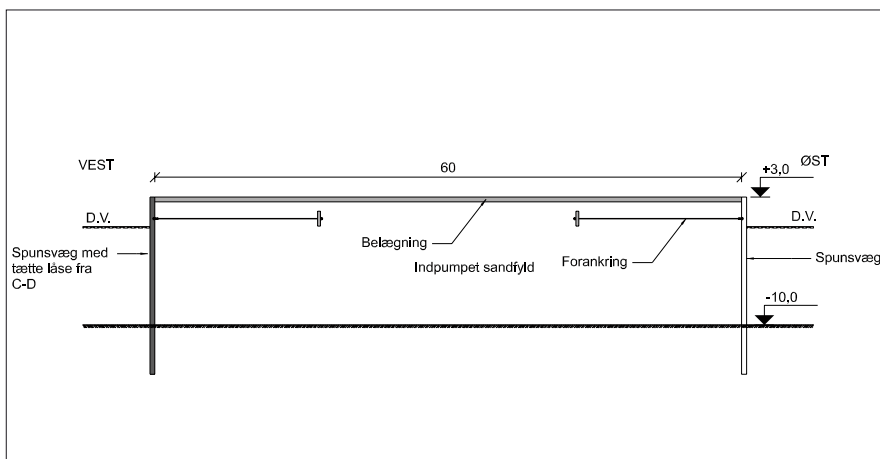 60
VEST
+3,0
ØST
D.V.
D.V.
Belægning
Indpumpet sandfyld
Forankring
Spunsvæg med
tætte låse fra
C-D
Spunsvæg
-10,0